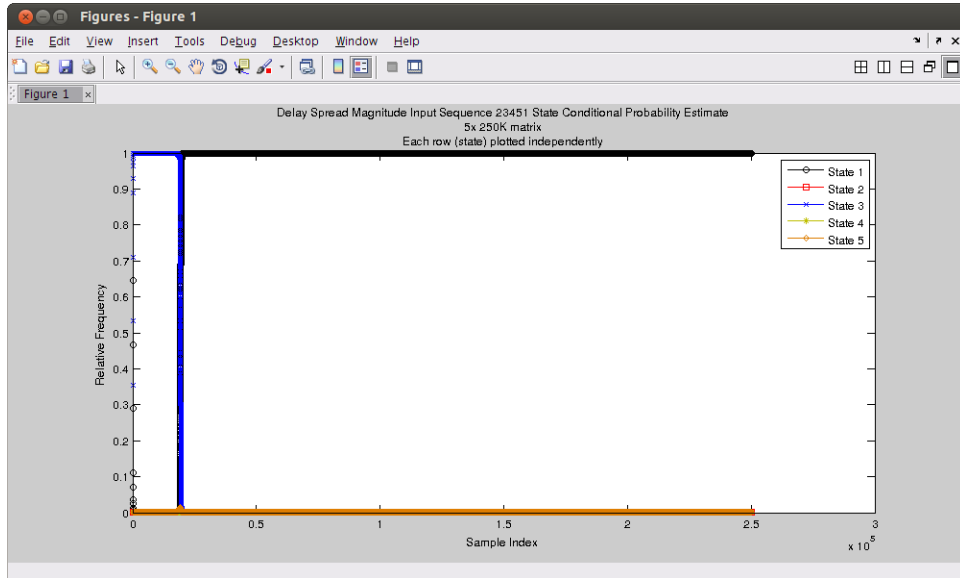 Figures - Figure 1
File Edit View Insert Tools Debug Desktop Window Help
Figure 1
Delay Spread Magnitude Input Sequence 23451 State Conditional Probability Estimate
5x 250K matrix
Each row (state) plotted independently
1
0.9
0.8
0.7
0.6
0.5
0.4
0.3
0.2
0.1
0
Relative Frequency
State 1
State 2
State 3
State 4
State 5
0 0.5 1 1.5 2 2.5 3
x 10^5
Sample Index